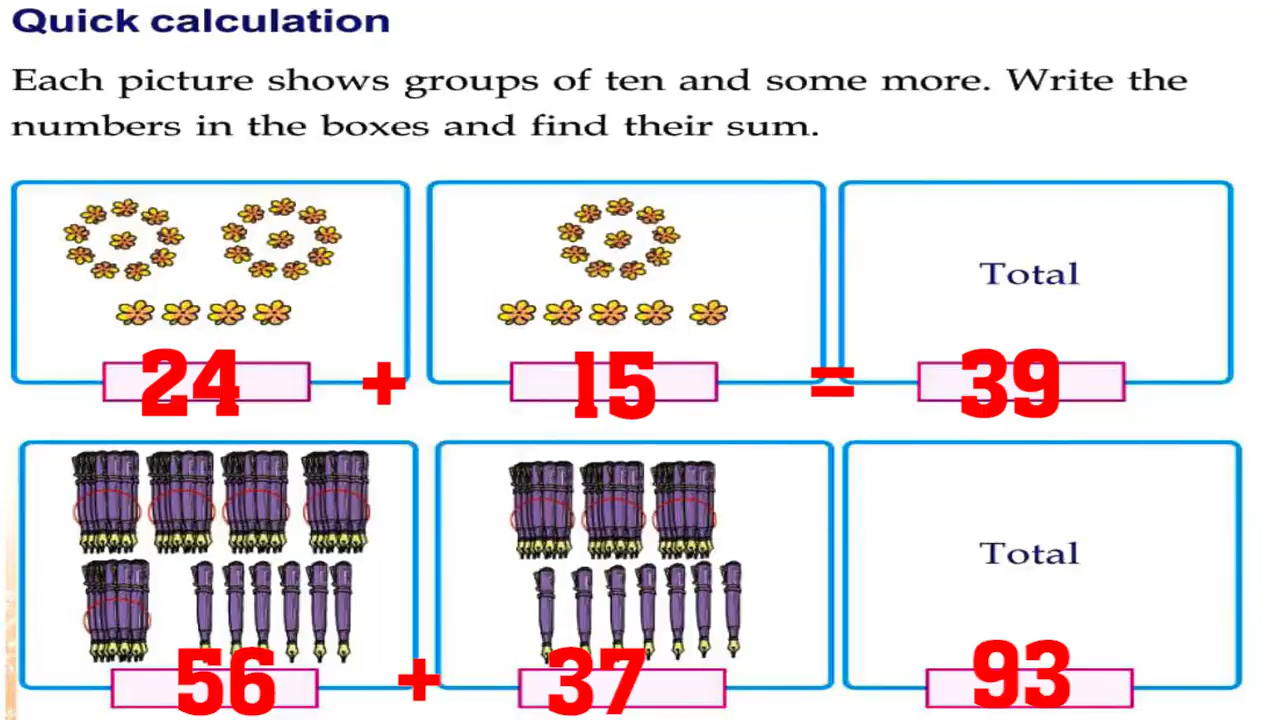 Quick calculation
Each picture shows groups of ten and some more. Write the
numbers in the boxes and find their sum.
Total
24 + 15 = 39
Total
56 + 37 93